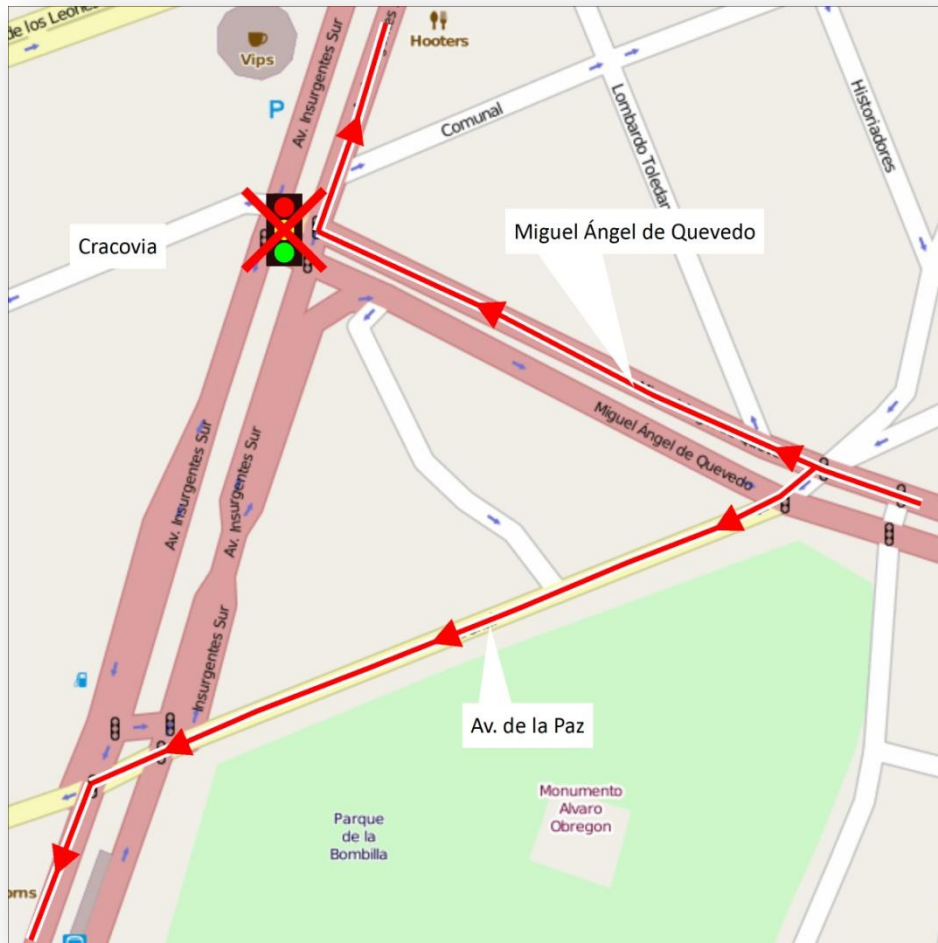 de los Leones
Vips
Hooters
P
Av. Insurgentes Sur
Comunal
Lombardo Toledano
Historiadores
Cracovia
Miguel Ángel de Quevedo
Miguel Ángel de Quevedo
Av. Insurgentes Sur
Av. Insurgentes Sur
Insurgentes Sur
Av. de la Paz
Monumento
Alvaro
Obregon
Parque
de la
Bombilla